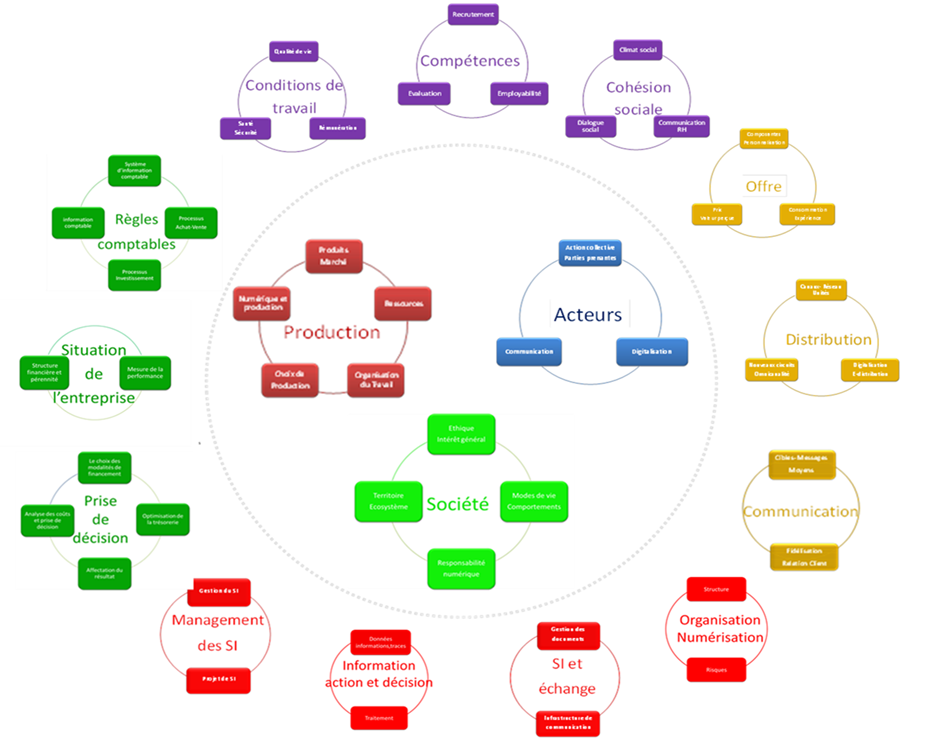 Recrutement
Compétences
Evaluation
Employabilité
Qualité de vie
Conditions de
travail
Santé
Sécurité
Rémunération
Climat social
Cohésion
sociale
Dialogue
social
Communication
RH
Composantes
Personnalisation
Offre
Prix
Consommation
Expérience
Système
d'information
comptable
Information
comptable
Règles
comptables
Processus
Achat-Vente
Processus
Investissement
Produits
Marché
Numérique et
production
Ressources
Production
Choix de
Production
Organisation
du Travail
Action collective
Parties prenantes
Acteurs
Communication
Digitalisation
Distribution
Digitalisation
E-distribution
Situation
de
l'entreprise
Structure
financière et
pérennité
Mesure de la
performance
Ethique
Intérêt général
Territoire
Ecosystème
Société
Modes de vie
Comportements
Responsabilité
numérique
Le choix des
modalités de
financement
Analyse des coûts
et prise de
décision
Prise
de
décision
Optimisation de
la trésorerie
Affectation du
résultat
Cibles-Messages
Moyens
Communication
Fidélisation
Relation Client
Gestion du SI
Management
des SI
Projet de SI
Données
informations,traces
Information
action et décision
Traitement
Gestion des
documents
SI et
échange
Infrastructure de
communication
Structure
Organisation
Numérisation
Risques